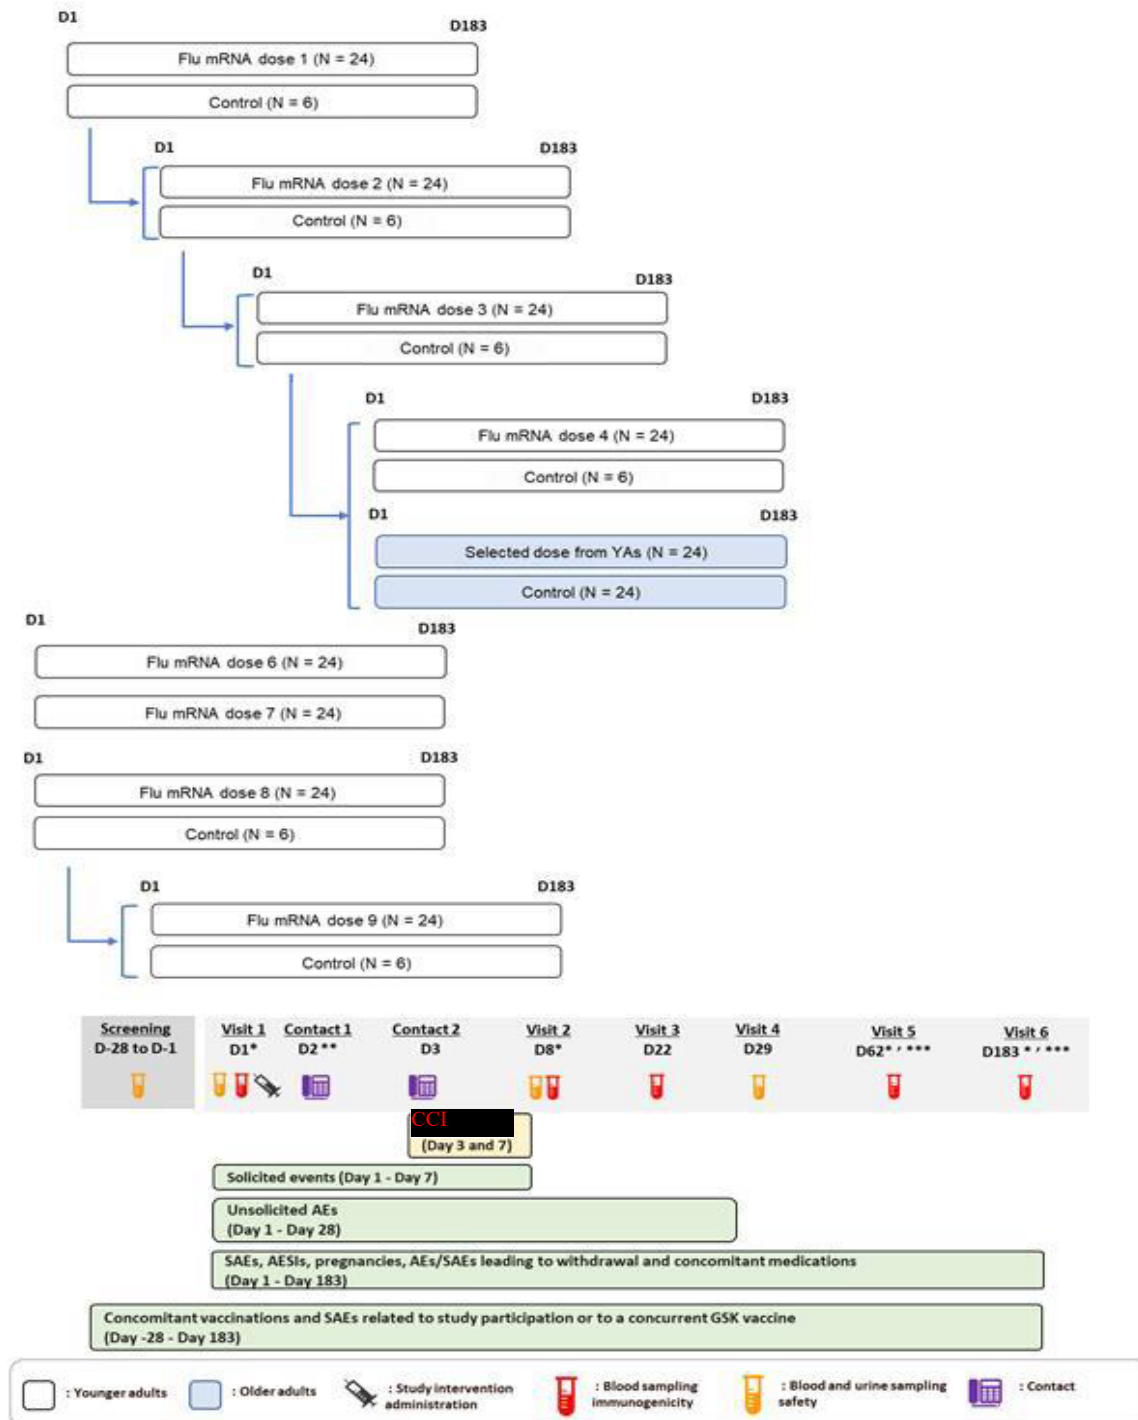 D1
D183
Flu mRNA dose 1 (N = 24)
Control (N = 6)
D1
D183
Flu mRNA dose 2 (N = 24)
Control (N = 6)
D1
D183
Flu mRNA dose 3 (N = 24)
Control (N = 6)
D1
D183
Flu mRNA dose 4 (N = 24)
Control (N = 6)
D1
D183
Selected dose from YAs (N = 24)
Control (N = 24)
D1
D183
Flu mRNA dose 6 (N = 24)
Flu mRNA dose 7 (N = 24)
D1
D183
Flu mRNA dose 8 (N = 24)
Control (N = 6)
D1
D183
Flu mRNA dose 9 (N = 24)
Control (N = 6)
Screening
D-28 to D-1
Visit 1
D1*
Contact 1
D2 **
Contact 2
D3
Visit 2
D8*
Visit 3
D22
Visit 4
D29
Visit 5
D62* , ***
Visit 6
D183 * , ***
CCI
(Day 3 and 7)
Solicited events (Day 1 - Day 7)
Unsolicited AEs
(Day 1 - Day 28)
SAEs, AESIs, pregnancies, AEs/SAEs leading to withdrawal and concomitant medications
(Day 1 - Day 183)
Concomitant vaccinations and SAEs related to study participation or to a concurrent GSK vaccine
(Day -28 - Day 183)
: Younger adults
: Older adults
: Study intervention
administration
: Blood sampling
immunogenicity
: Blood and urine sampling
safety
: Contact